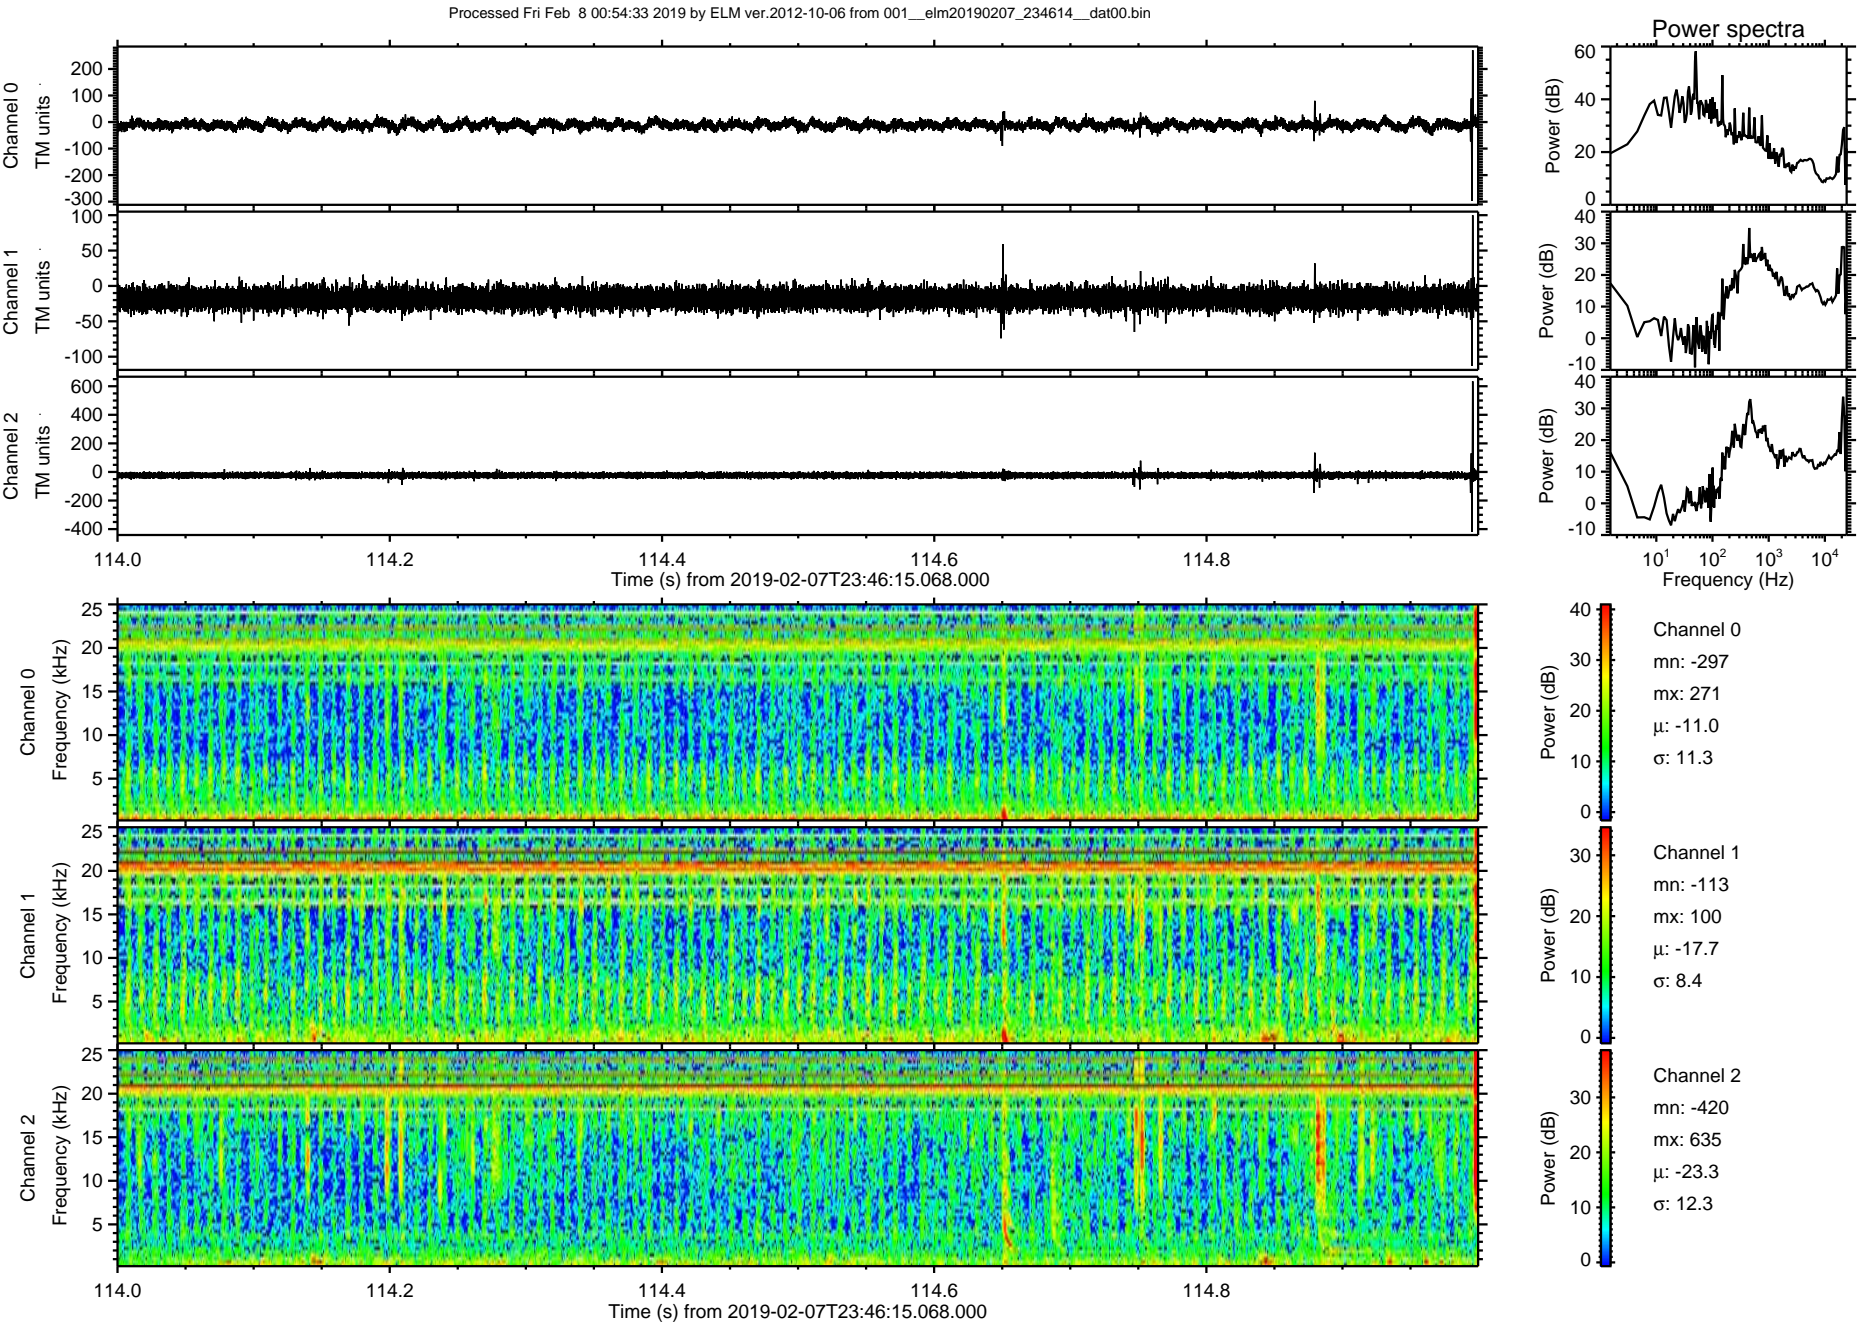 Processed Fri Feb  8 00:54:33 2019 by ELM ver.2012-10-06 from 001__elm20190207_234614__dat00.bin
Power spectra
Channel 0
TM units
200
100
0
-100
-200
-300
Power (dB)
60
40
20
0
Channel 1
TM units
100
50
0
-50
-100
Power (dB)
40
30
20
10
0
-10
Channel 2
TM units
600
400
200
0
-200
-400
Power (dB)
40
30
20
10
0
-10
114.0 114.2 114.4 114.6 114.8
Time (s) from 2019-02-07T23:46:15.068.000
10¹ 10² 10³ 10⁴
Frequency (Hz)
Channel 0
Frequency (kHz)
25
20
15
10
5
Power (dB)
40
30
20
10
0
Channel 0
mn: -297
mx: 271
µ: -11.0
σ: 11.3
Channel 1
Frequency (kHz)
25
20
15
10
5
Power (dB)
30
20
10
0
Channel 1
mn: -113
mx: 100
µ: -17.7
σ: 8.4
Channel 2
Frequency (kHz)
25
20
15
10
5
Power (dB)
30
20
10
0
Channel 2
mn: -420
mx: 635
µ: -23.3
σ: 12.3
114.0 114.2 114.4 114.6 114.8
Time (s) from 2019-02-07T23:46:15.068.000